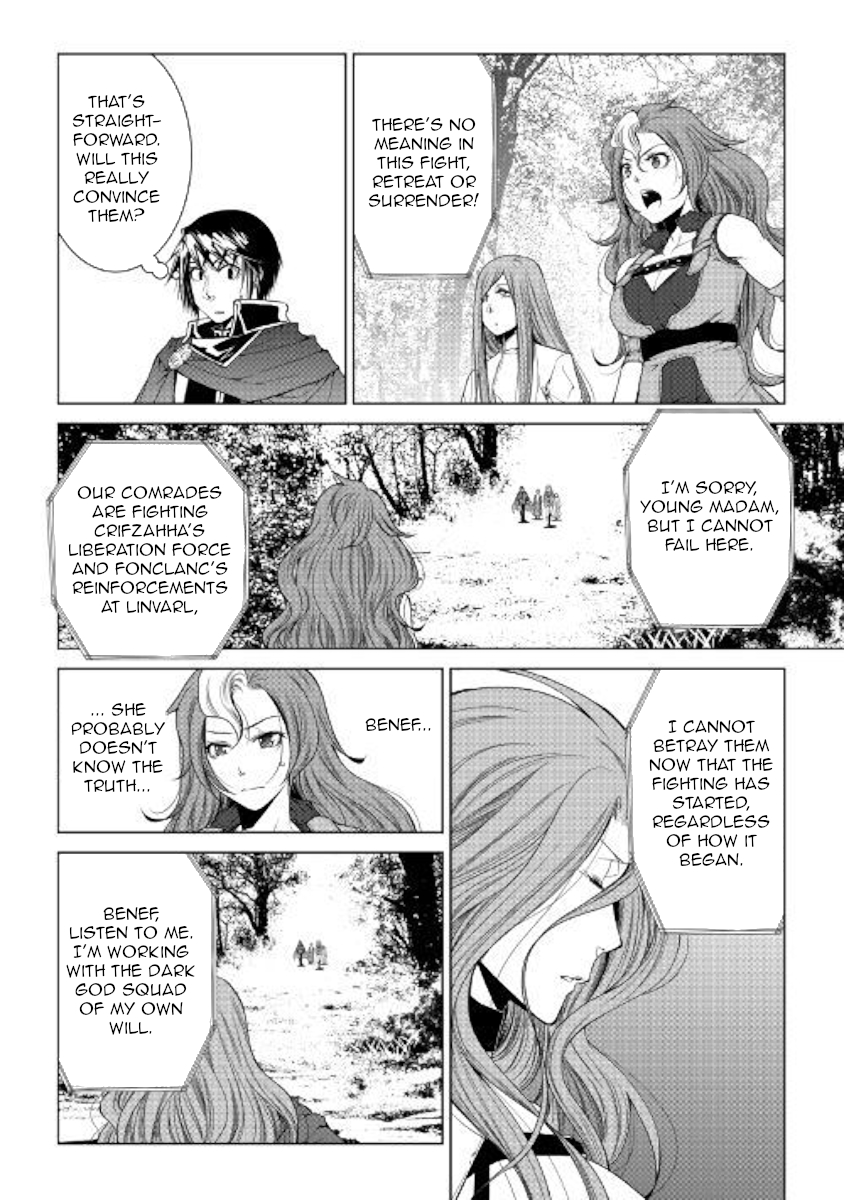 THERE'S NO
MEANING IN
THIS FIGHT,
RETREAT OR
SURRENDER!
THAT'S
STRAIGHT-
FORWARD.
WILL THIS
REALLY
CONVINCE
THEM?
I'M SORRY,
YOUNG MADAM,
BUT I CANNOT
FAIL HERE.
OUR COMRADES
ARE FIGHTING
CRIFZAHHA'S
LIBERATION FORCE
AND FONCLANC'S
REINFORCEMENTS
AT LINVARL,
I CANNOT
BETRAY THEM
NOW THAT THE
FIGHTING HAS
STARTED,
REGARDLESS
OF HOW IT
BEGAN.
BENEF...
... SHE
PROBABLY
DOESN'T
KNOW THE
TRUTH...
BENEF,
LISTEN TO ME.
I'M WORKING
WITH THE DARK
GOD SQUAD
OF MY OWN
WILL.